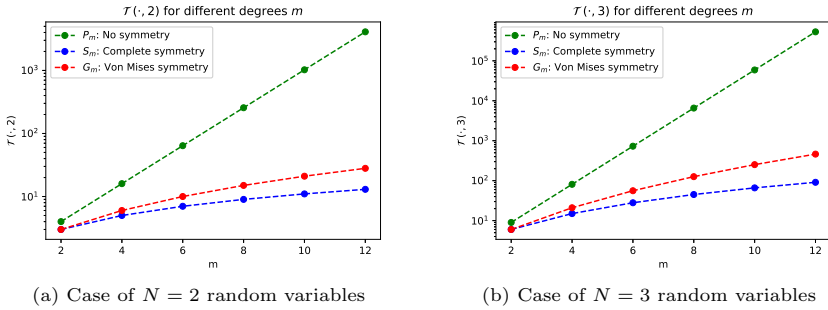 𝒯(·, 2) for different degrees m
P_m: No symmetry
S_m: Complete symmetry
G_m: Von Mises symmetry
10^3
10^2
10^1
𝒯(·, 2)
2 4 6 8 10 12
m
(a) Case of N = 2 random variables
𝒯(·, 3) for different degrees m
P_m: No symmetry
S_m: Complete symmetry
G_m: Von Mises symmetry
10^5
10^4
10^3
10^2
10^1
𝒯(·, 3)
2 4 6 8 10 12
m
(b) Case of N = 3 random variables